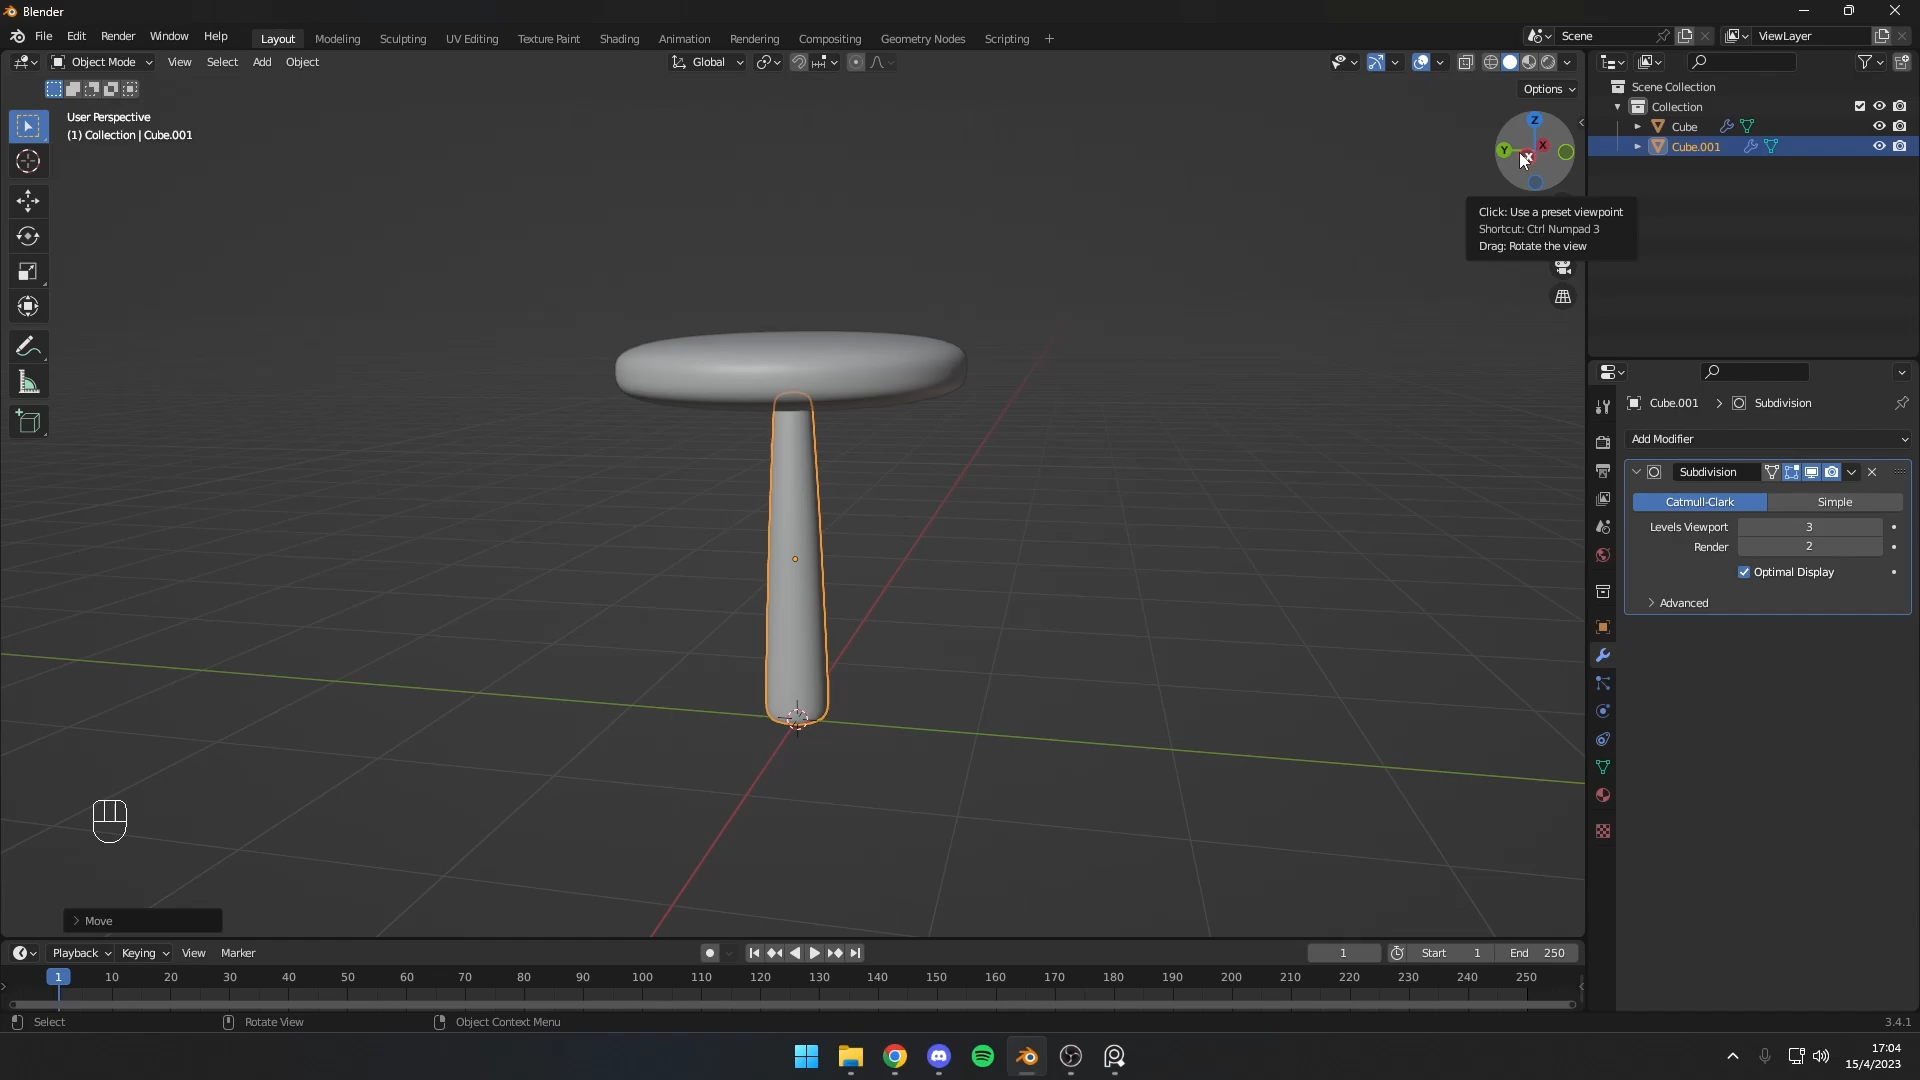 Blender
File Edit Render Window Help Layout Modeling Sculpting UV Editing Texture Paint Shading Animation Rendering Compositing Geometry Nodes Scripting + Scene ViewLayer
Object Mode View Select Add Object Global
Options
User Perspective
(1) Collection | Cube.001
Z
Y X
X
Click: Use a preset viewpoint
Shortcut: Ctrl Numpad 3
Drag: Rotate the view
Scene Collection
Collection
Cube
Cube.001
Cube.001 > Subdivision
Add Modifier
Subdivision
Catmull-Clark Simple
Levels Viewport 3
Render 2
Optimal Display
Advanced
Move
Playback Keying View Marker 1 Start 1 End 250
1 10 20 30 40 50 60 70 80 90 100 110 120 130 140 150 160 170 180 190 200 210 220 230 240 250
Select Rotate View Object Context Menu 3.4.1
17:04
15/4/2023